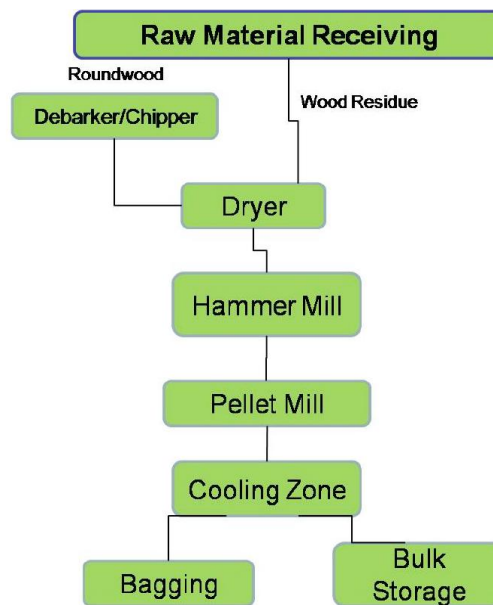 Raw Material Receiving
Roundwood
Wood Residue
Debarker/Chipper
Dryer
Hammer Mill
Pellet Mill
Cooling Zone
Bagging
Bulk
Storage